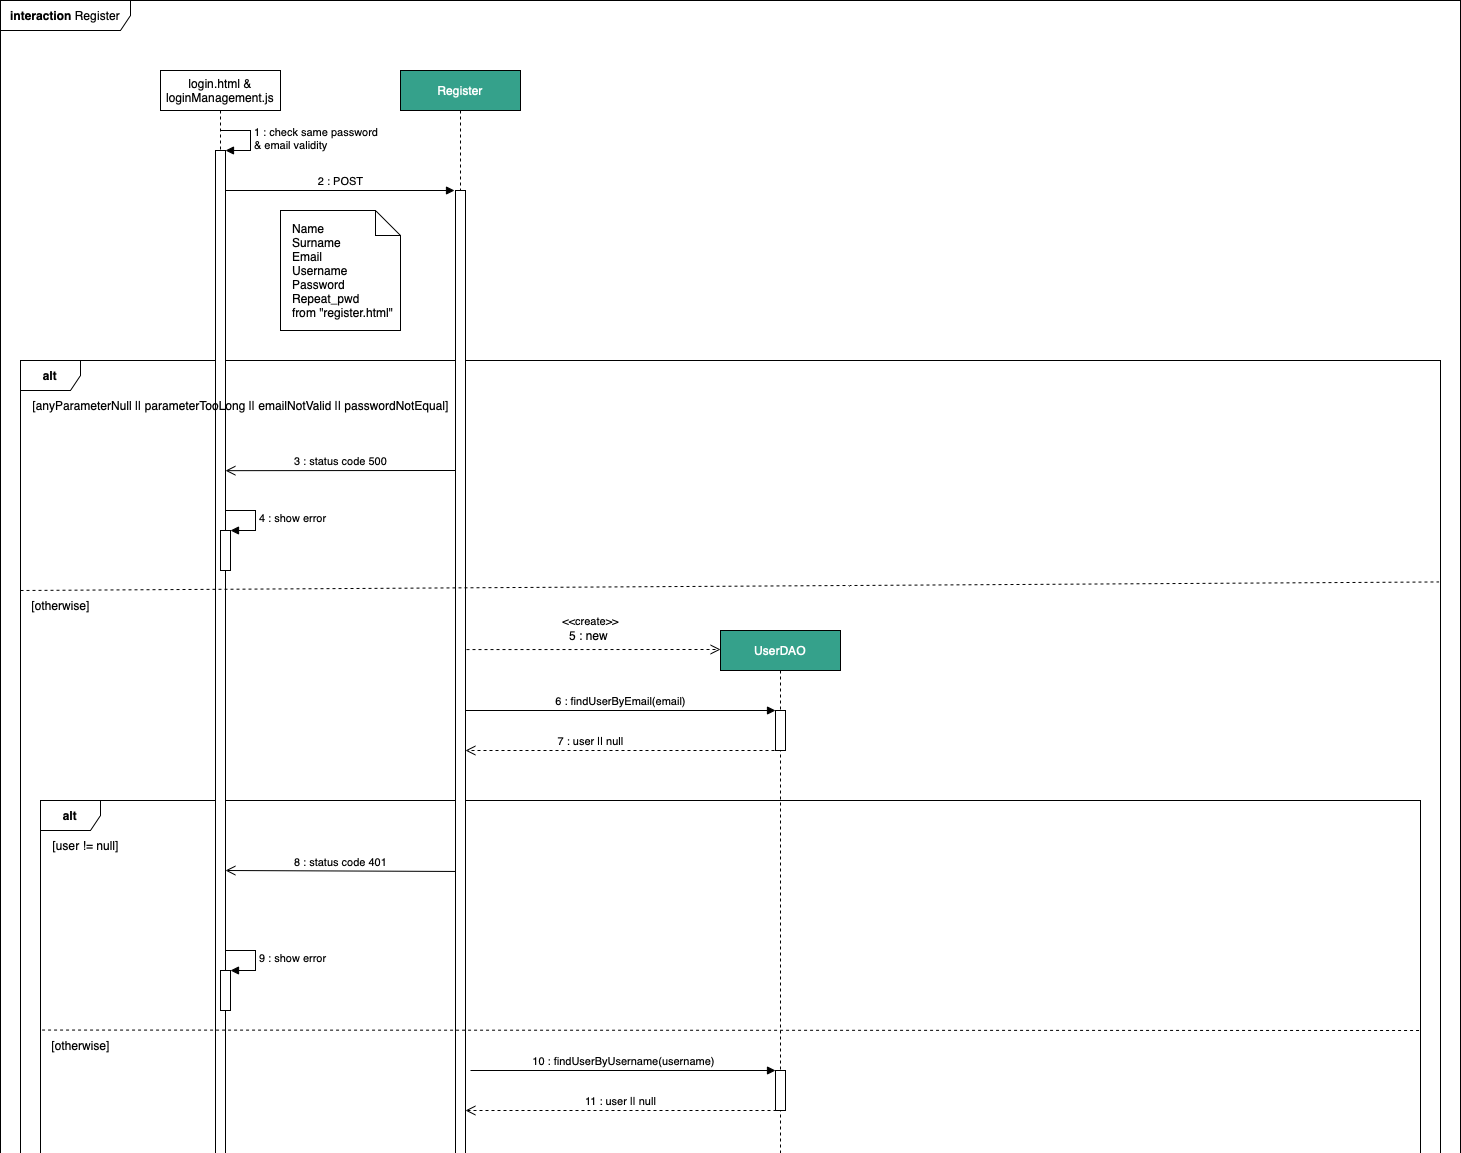 interaction Register
login.html &
loginManagement.js
Register
1 : check same password
& email validity
2 : POST
Name
Surname
Email
Username
Password
Repeat_pwd
from "register.html"
alt
[anyParameterNull || parameterTooLong || emailNotValid || passwordNotEqual]
3 : status code 500
4 : show error
[otherwise]
<<create>>
5 : new
UserDAO
6 : findUserByEmail(email)
7 : user || null
alt
[user != null]
8 : status code 401
9 : show error
[otherwise]
10 : findUserByUsername(username)
11 : user || null